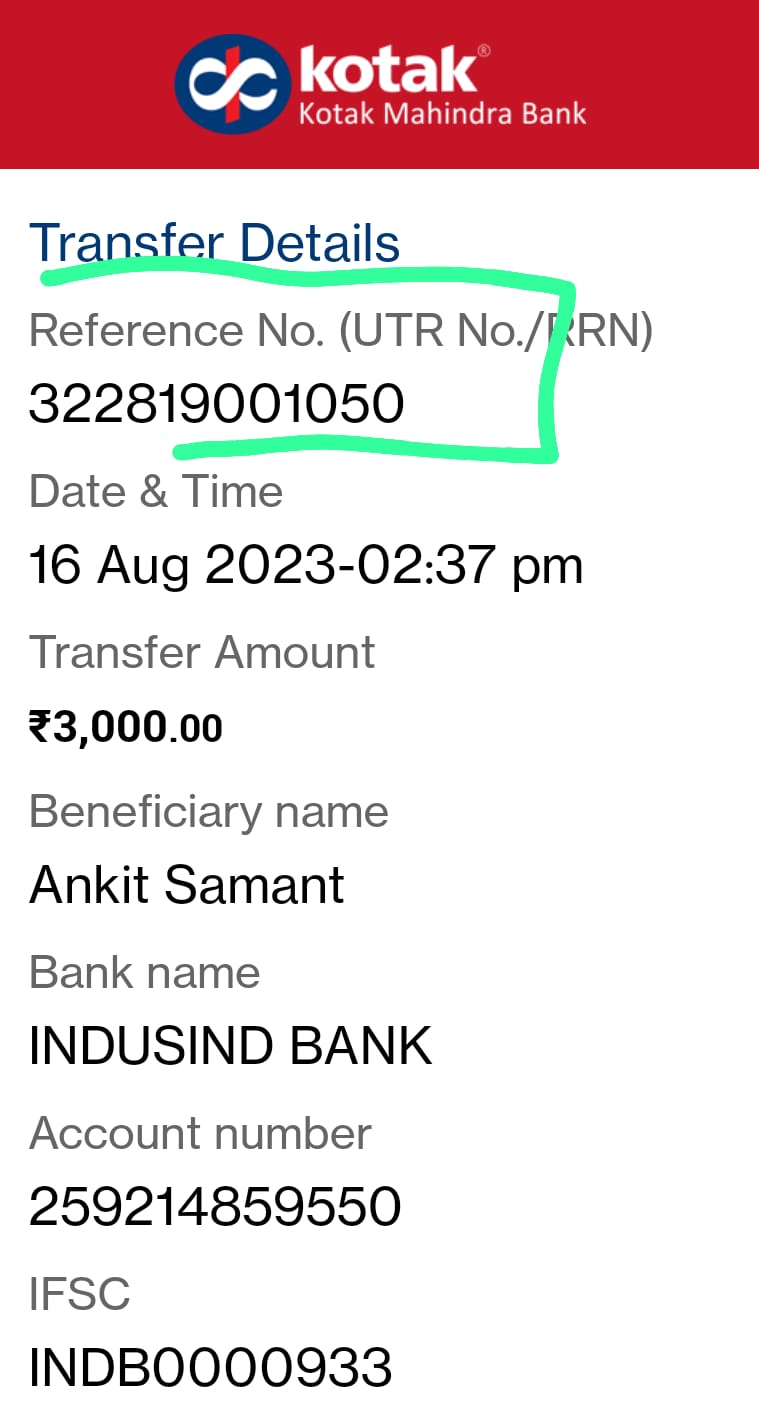 kotak®
Kotak Mahindra Bank
Transfer Details
Reference No. (UTR No./RRN)
322819001050
Date & Time
16 Aug 2023-02:37 pm
Transfer Amount
₹3,000.00
Beneficiary name
Ankit Samant
Bank name
INDUSIND BANK
Account number
259214859550
IFSC
INDB0000933